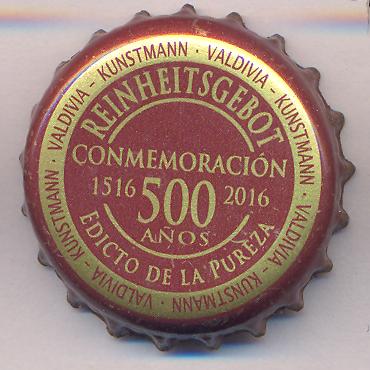 VALDIVIA - KUNSTMANN · VALDIVIA - KUNSTMANN · VALDIVIA - KUNSTMANN · VALDIVIA - KUNSTMANN ·
REINHEITSGEBOT
CONMEMORACIÓN
1516 500 2016
AÑOS
EDICTO DE LA PUREZA